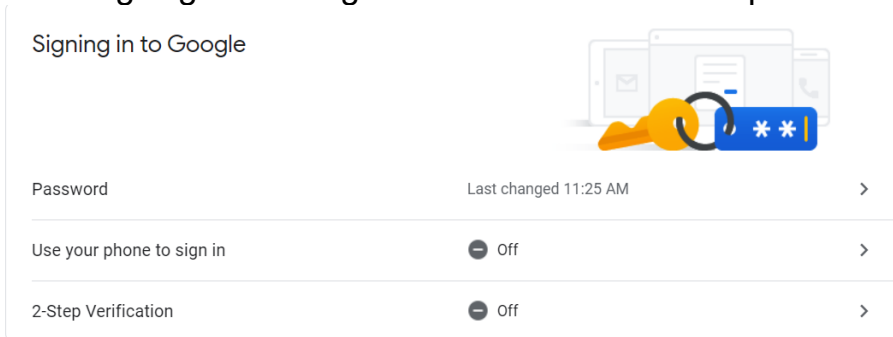 Signing in to Google
**
Password Last changed 11:25 AM
Use your phone to sign in Off
2-Step Verification Off